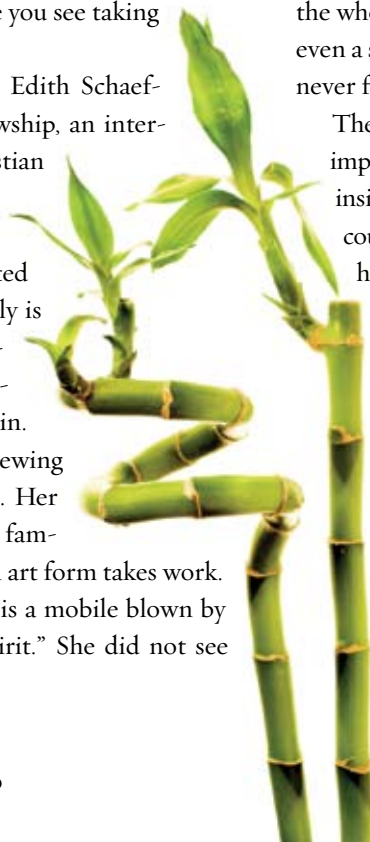 e you see taking
Edith Schaef-
wship, an inter-
stian
ted
ly is
-
-
in.
ewing
. Her
fam-
art form takes work.
is a mobile blown by
irit.” She did not see
the who
even a s
never f
The
imp
insi
cou
h